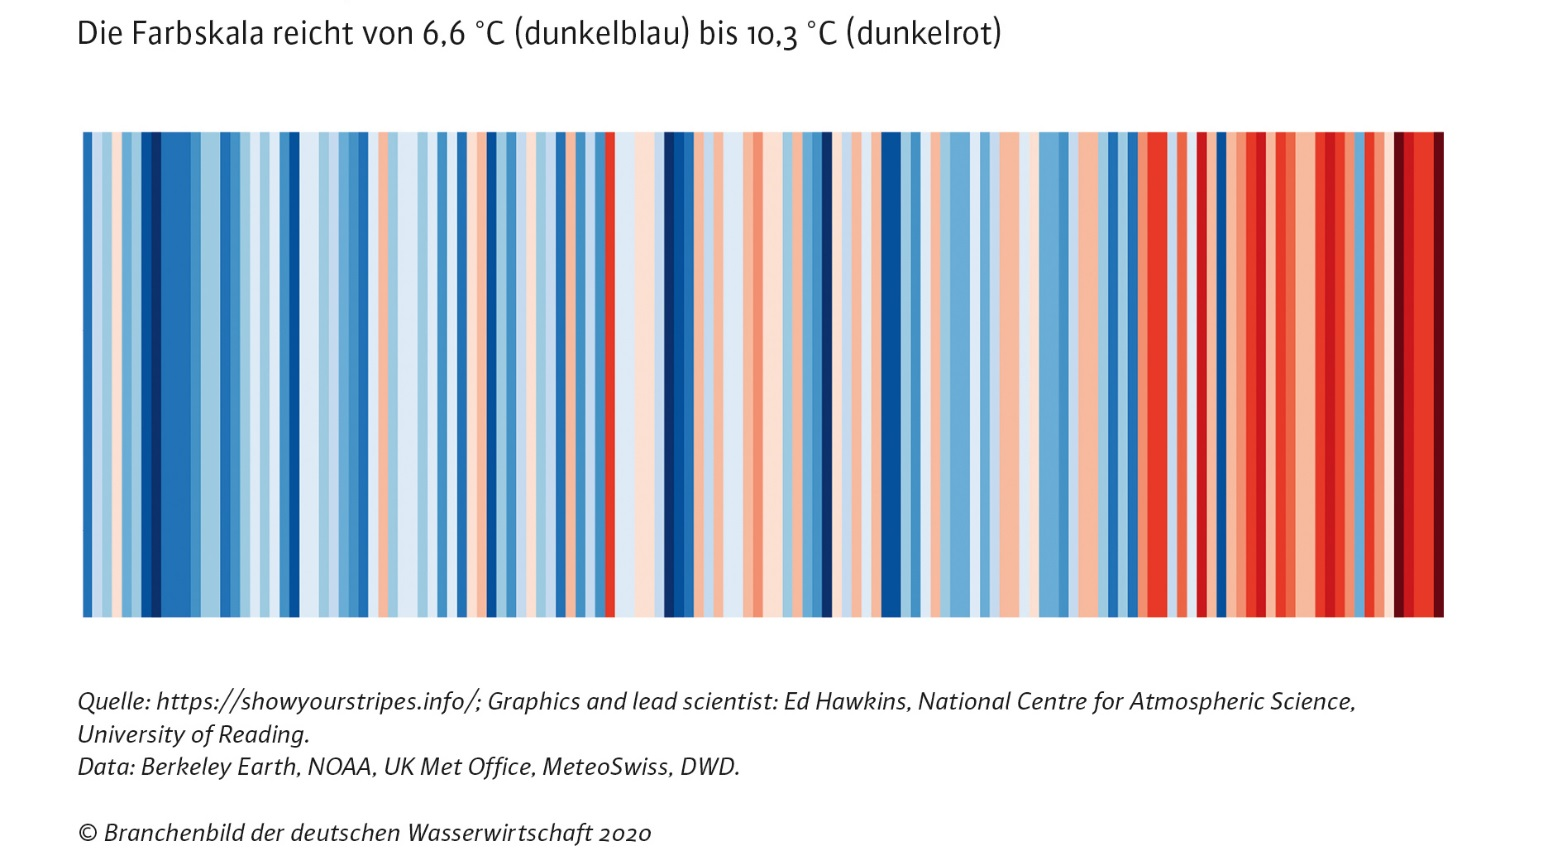 Die Farbskala reicht von 6,6 °C (dunkelblau) bis 10,3 °C (dunkelrot)
Quelle: https://showyourstripes.info/; Graphics and lead scientist: Ed Hawkins, National Centre for Atmospheric Science,
University of Reading.
Data: Berkeley Earth, NOAA, UK Met Office, MeteoSwiss, DWD.
© Branchenbild der deutschen Wasserwirtschaft 2020